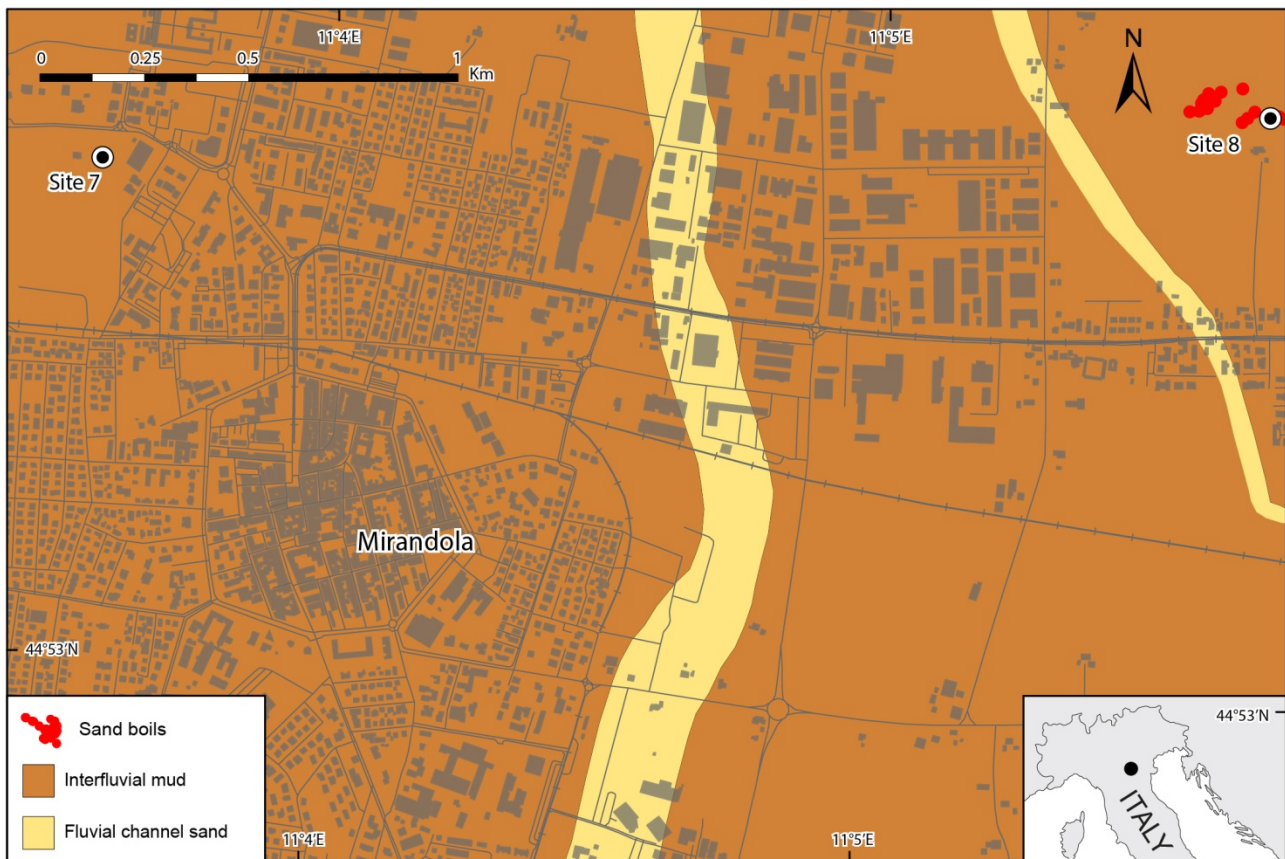 11°4'E
11°5'E
0
0.25
0.5
1
Km
N
Site 7
Site 8
Mirandola
44°53'N
Sand boils
Interfluvial mud
Fluvial channel sand
11°4'E
11°5'E
44°53'N
ITALY